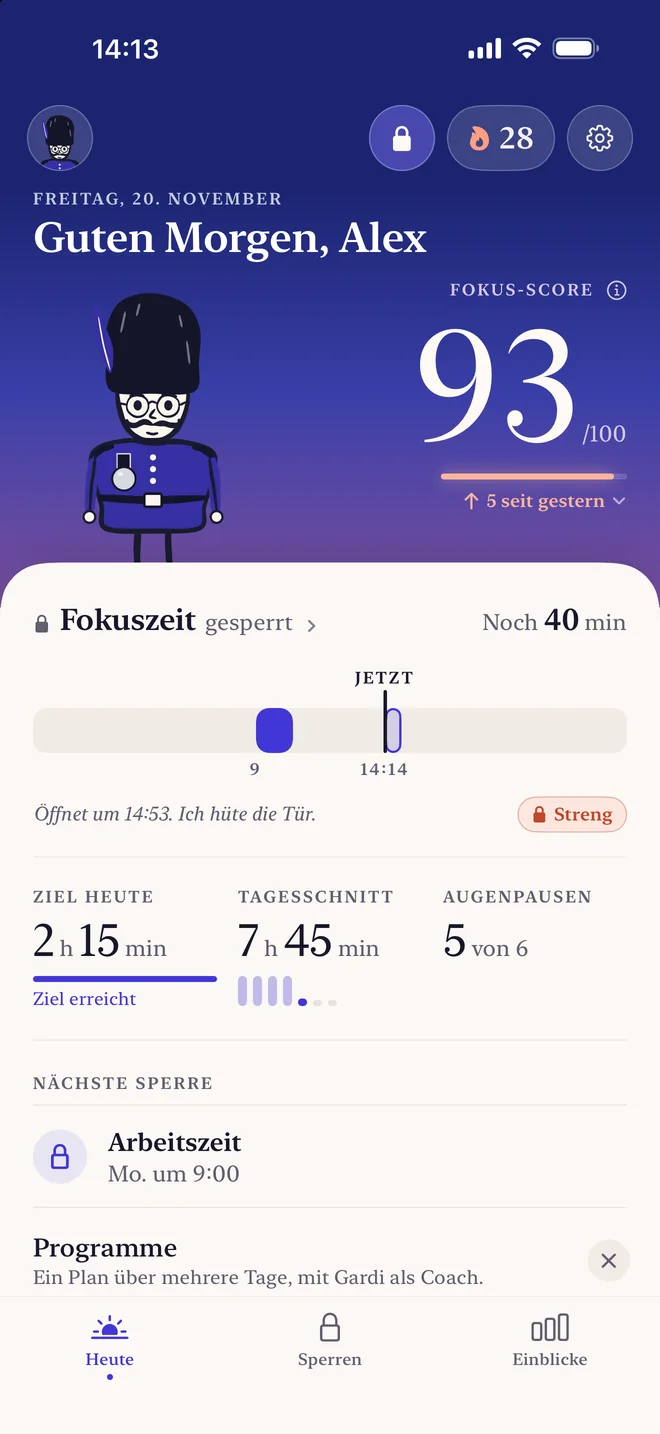 14:13
28
FREITAG, 20. NOVEMBER
Guten Morgen, Alex
FOKUS-SCORE
93 /100
↑ 5 seit gestern
Fokuszeit gesperrt
Noch 40 min
JETZT
9
14:14
Öffnet um 14:53. Ich hüte die Tür.
Streng
ZIEL HEUTE
2 h 15 min
Ziel erreicht
TAGESSCHNITT
7 h 45 min
AUGENPAUSEN
5 von 6
NÄCHSTE SPERRE
Arbeitszeit
Mo. um 9:00
Programme
Ein Plan über mehrere Tage, mit Gardi als Coach.
Heute
Sperren
Einblicke